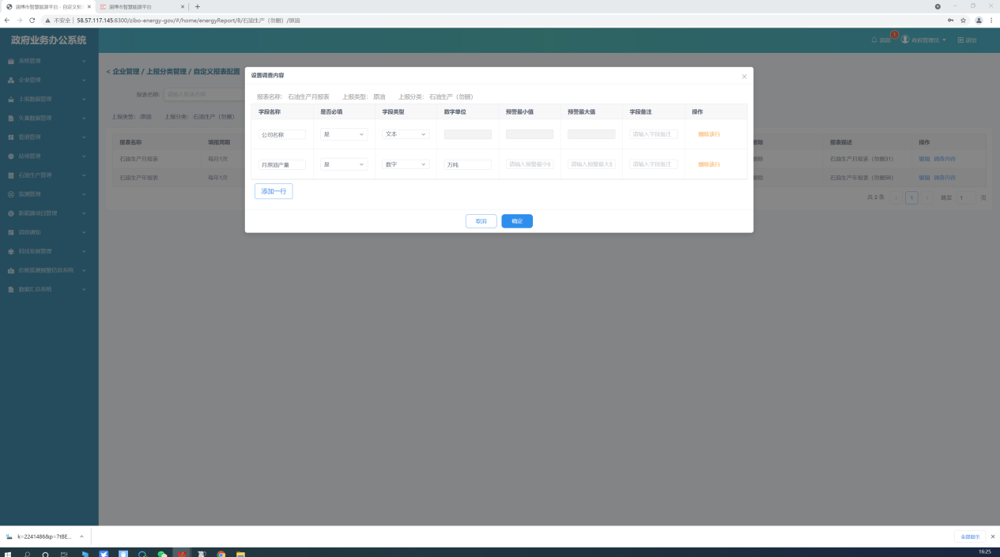 淄博市智慧能源平台 - 自定义报
淄博市智慧能源平台
不安全 58.57.117.145:8300/zibo-energy-gov/#/home/energyReport/8/石油生产（勿删）/原油
政府业务办公系统
消息 政府管理员 退出
系统管理
企业管理
上报数据管理
矢量数据管理
管道管理
站场管理
石油生产管理
监测管理
新能源项目管理
消息通知
科技发展管理
价格监测预警信息系统
数据汇总系统
< 企业管理 / 上报分类管理 / 自定义报表配置
报表名称: 请输入报表名称
上报类型: 原油 上报分类: 石油生产（勿删）
报表名称 填报周期 报表描述 操作
石油生产月报表 每月1次 石油生产月报表（勿删31） 编辑 调查内容
石油生产年报表 每年1次 石油生产年报表（勿删56） 编辑 调查内容
共 2 条 1 跳至 1 页
设置调查内容
报表名称: 石油生产月报表 上报类型: 原油 上报分类: 石油生产（勿删）
字段名称 是否必填 字段类型 数字单位 预警最小值 预警最大值 字段备注 操作
公司名称 是 文本 请输入字段备注 删除该行
月原油产量 是 数字 万吨 请输入预警最小值 请输入预警最大值 请输入字段备注 删除该行
添加一行
取消 确定
k=2241486&p=7tBE... 全部显示
16:25